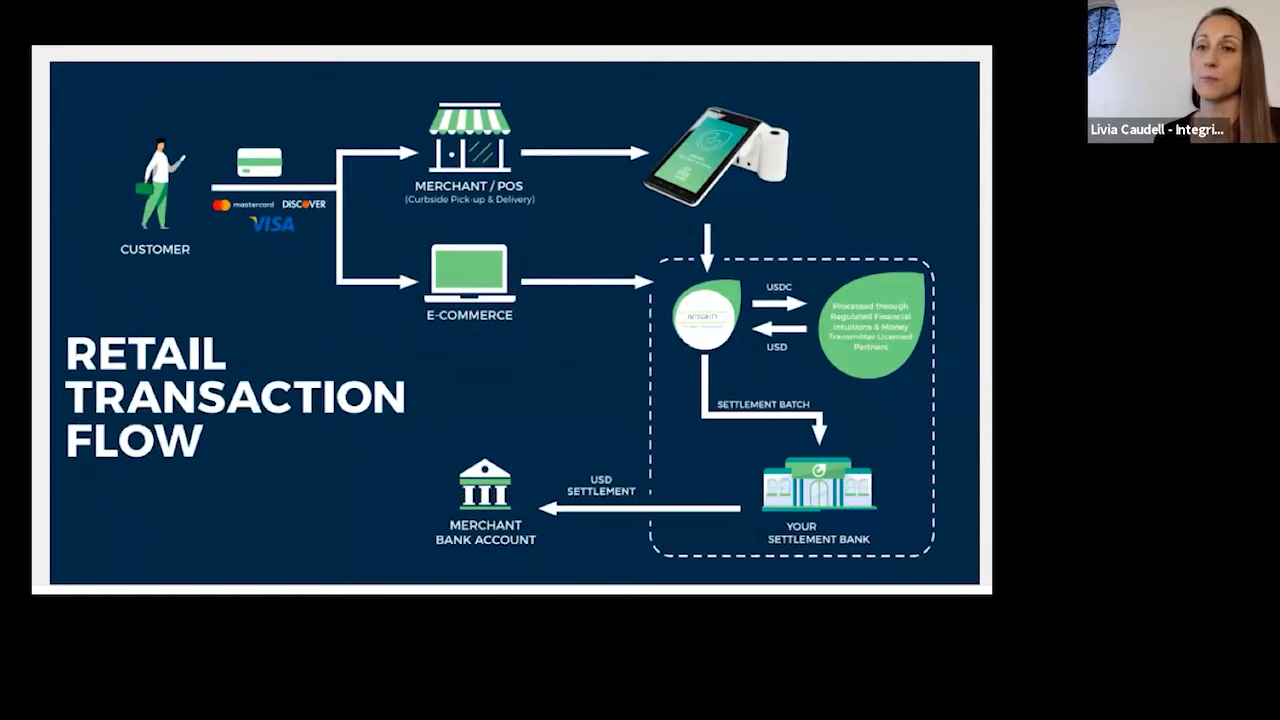 Livia Caudell - Integri...
mastercard DISCOVER
VISA
CUSTOMER
MERCHANT / POS
(Curbside Pick-up & Delivery)
E-COMMERCE
RETAIL
TRANSACTION
FLOW
INTEGRITY
USDC
USD
Processed through
Regulated Financial
Intuitions & Money
Transmitter Licensed
Partners
SETTLEMENT BATCH
YOUR
SETTLEMENT BANK
USD
SETTLEMENT
MERCHANT
BANK ACCOUNT